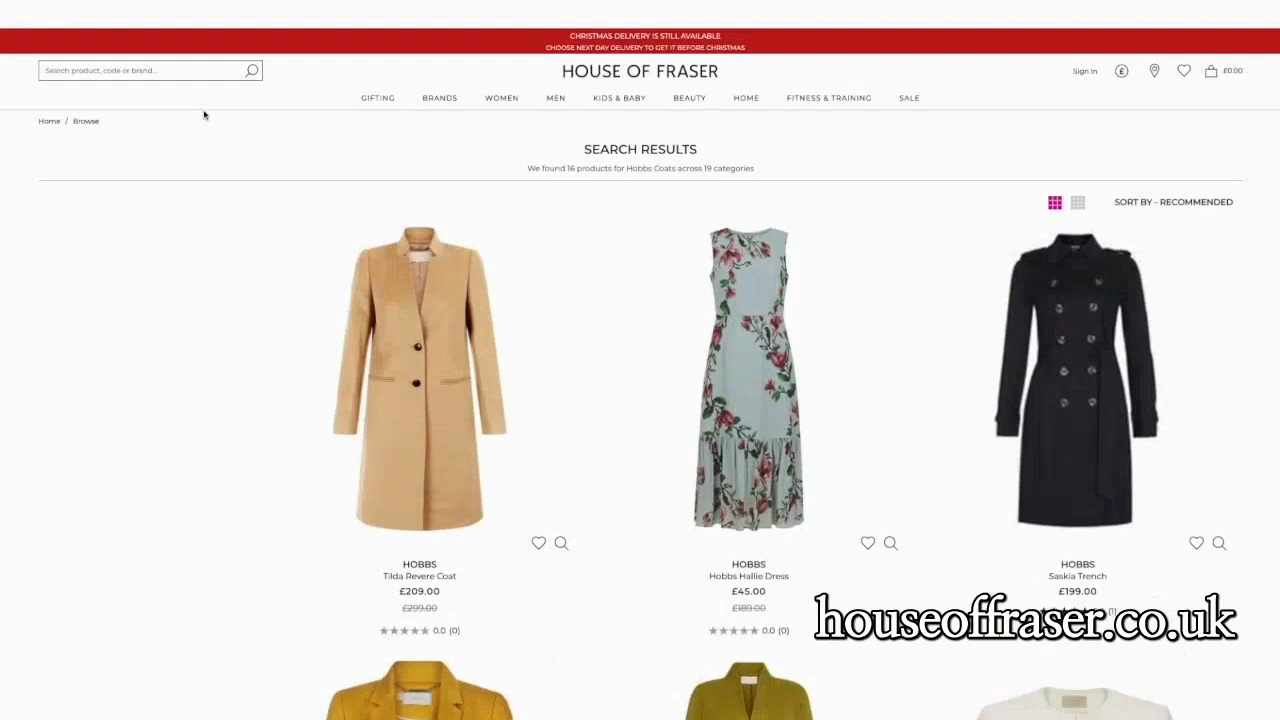 CHRISTMAS DELIVERY IS STILL AVAILABLE
CHOOSE NEXT DAY DELIVERY TO GET IT BEFORE CHRISTMAS
Search product, code or brand...
HOUSE OF FRASER
Sign In
£
£0.00
GIFTING BRANDS WOMEN MEN KIDS & BABY BEAUTY HOME FITNESS & TRAINING SALE
Home / Browse
SEARCH RESULTS
We found 16 products for Hobbs Coats across 19 categories
SORT BY - RECOMMENDED
HOBBS
Tilda Revere Coat
£209.00
£299.00
0.0 (0)
HOBBS
Hobbs Hallie Dress
£45.00
£189.00
0.0 (0)
HOBBS
Saskia Trench
£199.00
(1)
houseoffraser.co.uk